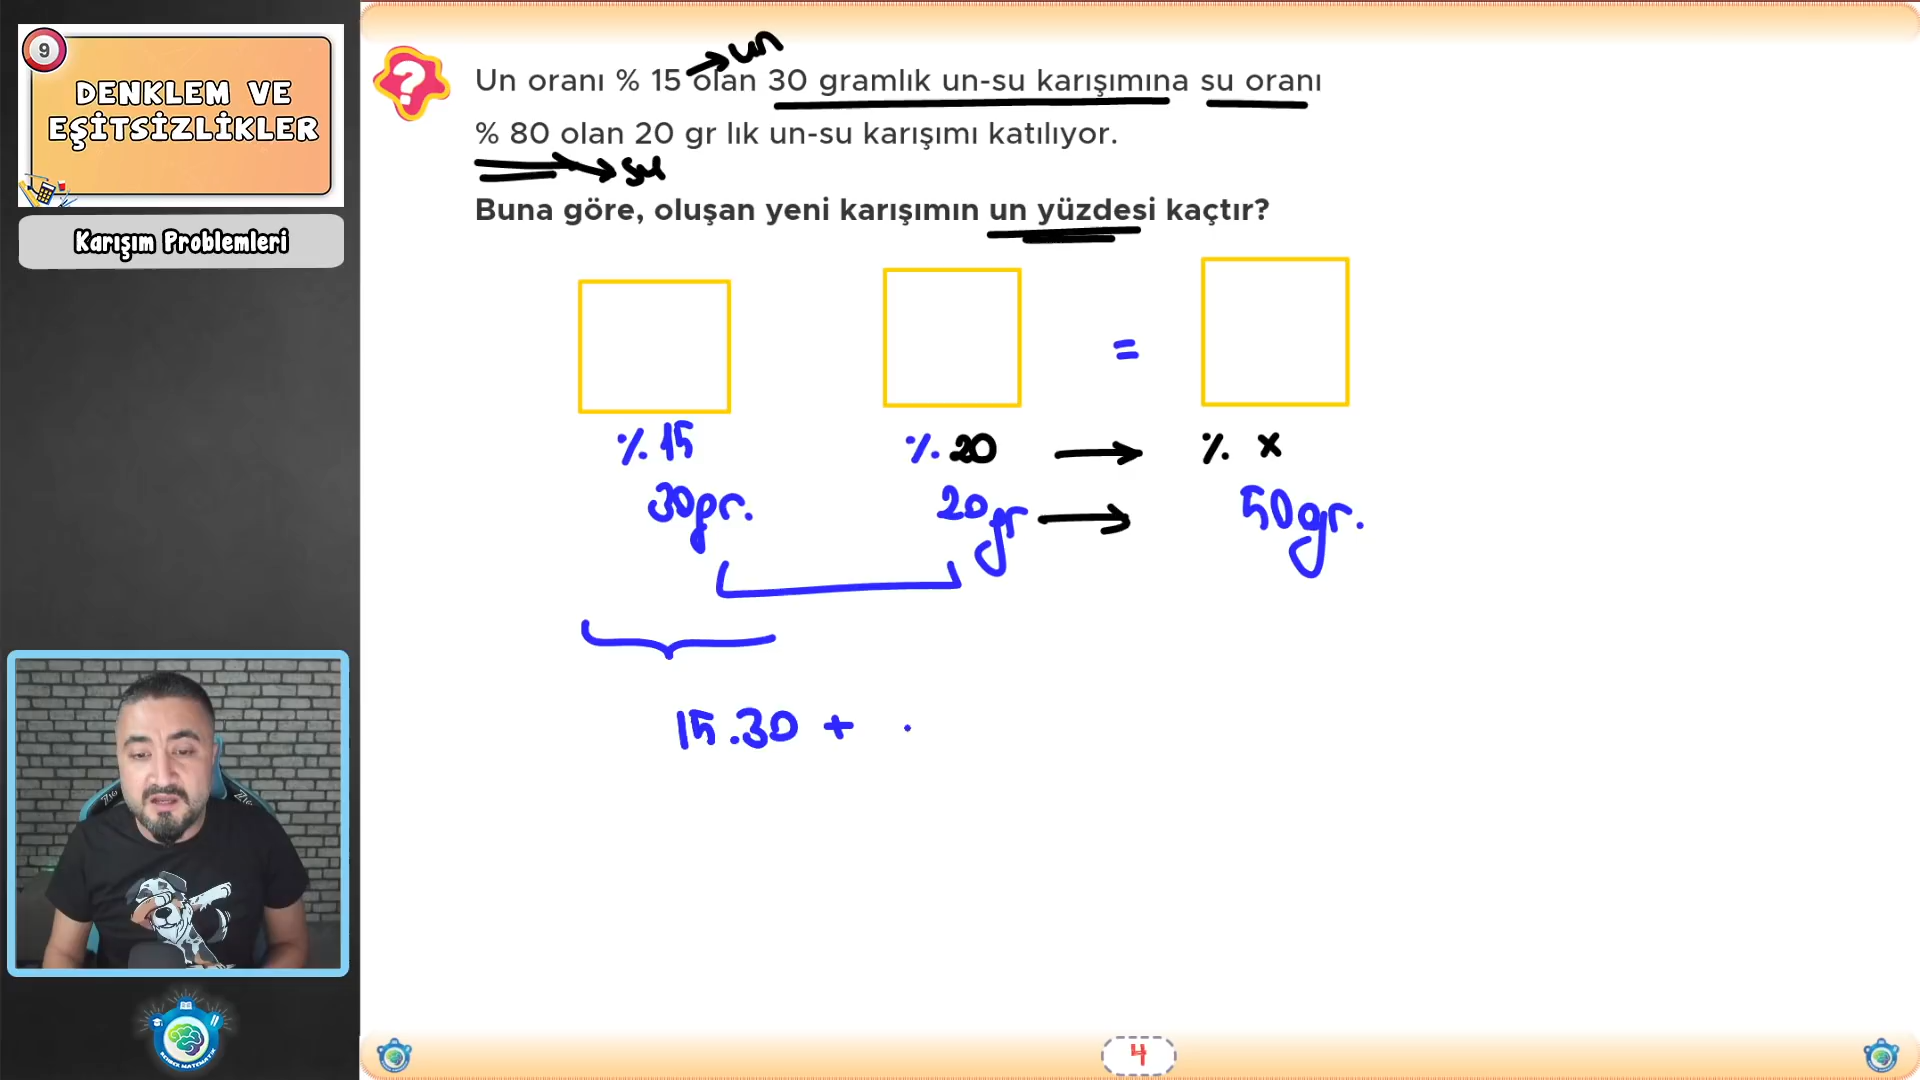 9
DENKLEM VE
EŞİTSİZLİKLER
Karışım Problemleri
?
un
Un oranı % 15 olan 30 gramlık un-su karışımına su oranı
% 80 olan 20 gr lık un-su karışımı katılıyor.
su
Buna göre, oluşan yeni karışımın un yüzdesi kaçtır?
=
% 15 % 20 % x
30gr. 20gr 50gr.
15.30 + .
4